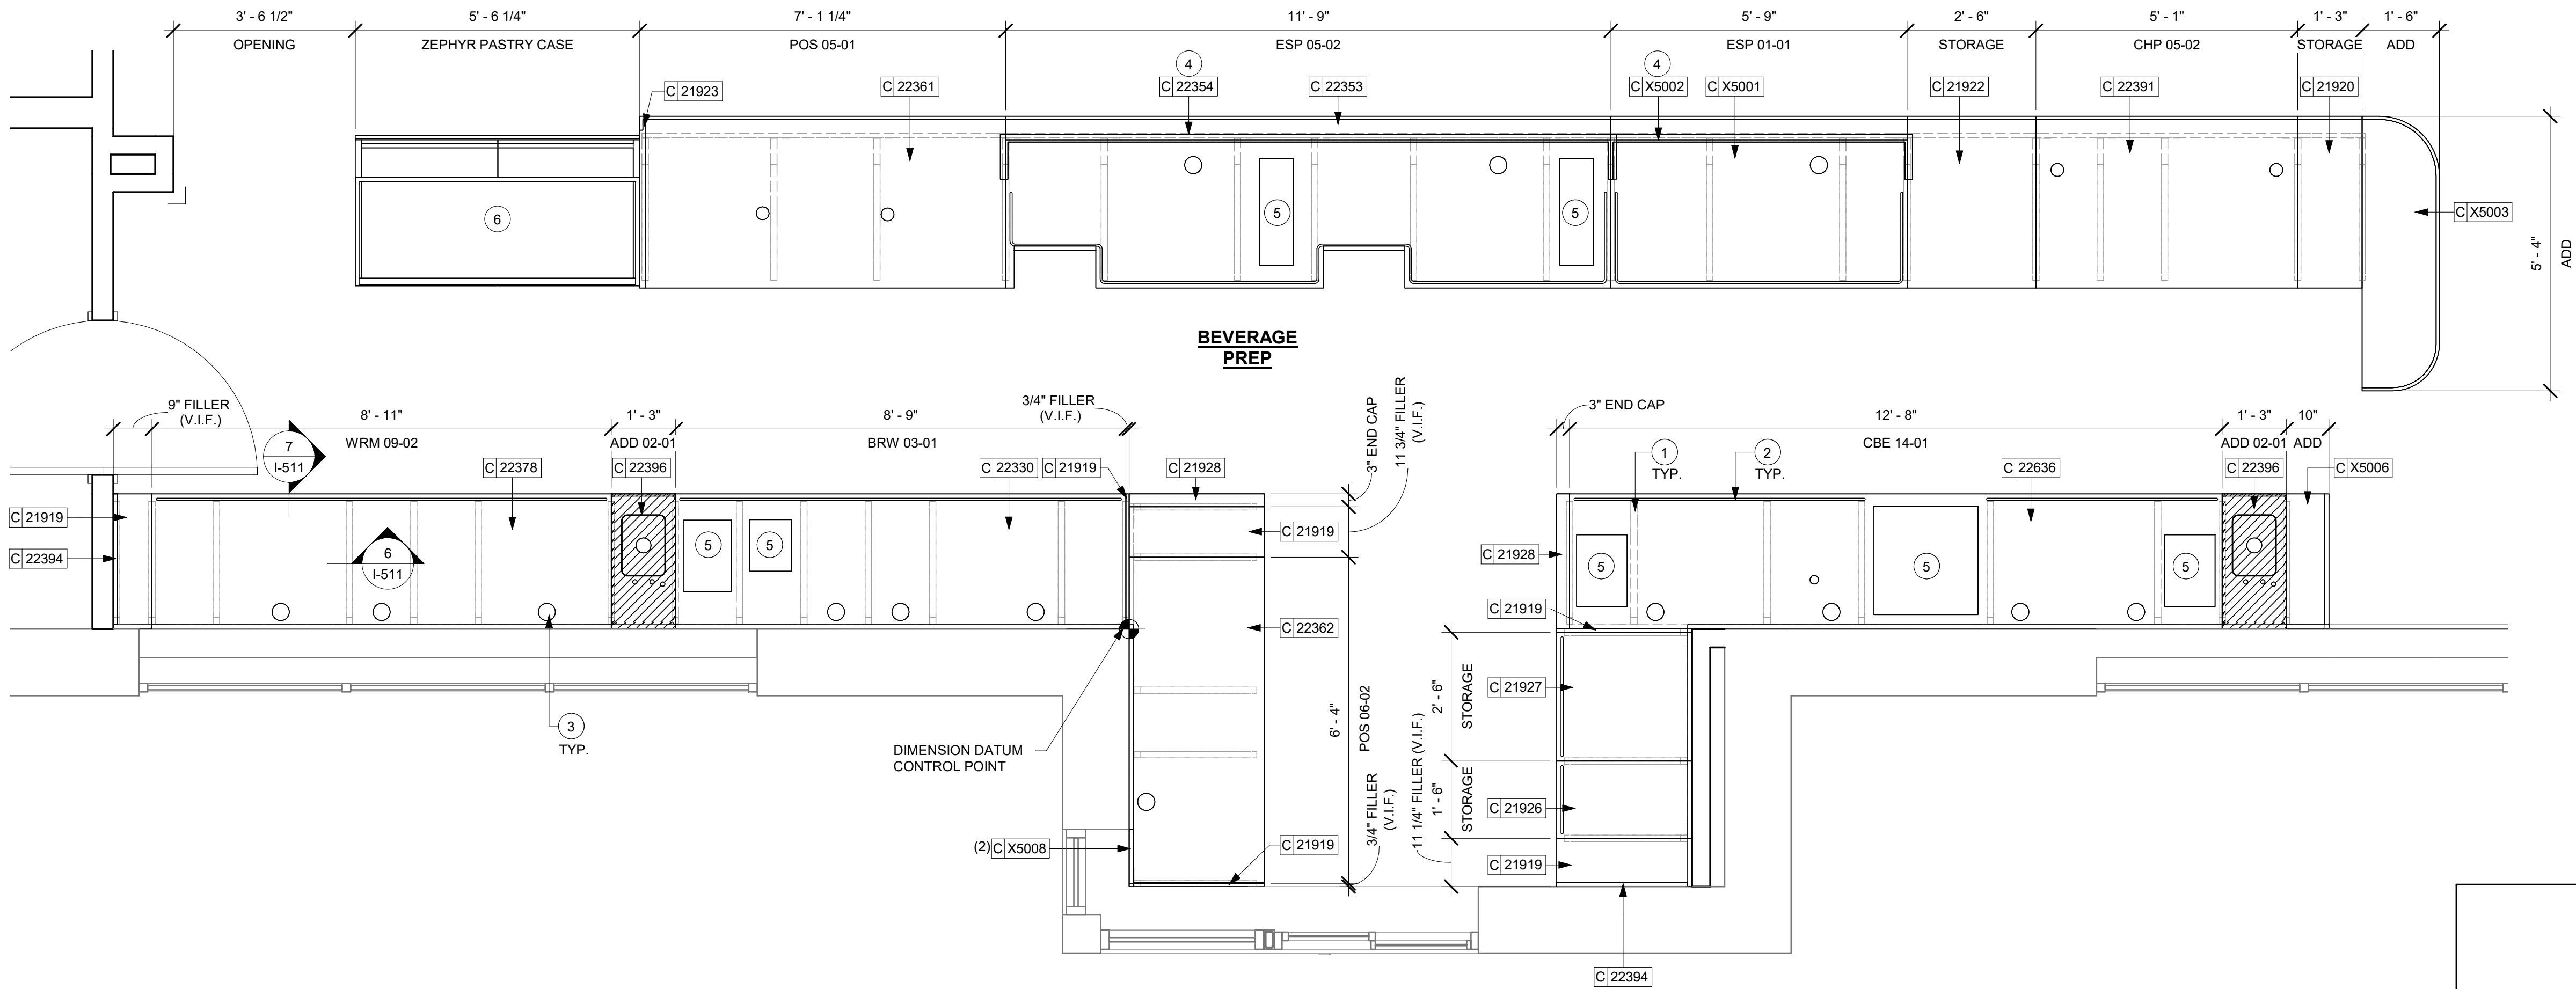 3' - 6 1/2"
5' - 6 1/4"
7' - 1 1/4"
11' - 9"
5' - 9"
2' - 6"
5' - 1"
1' - 3"
1' - 6"
OPENING
ZEPHYR PASTRY CASE
POS 05-01
ESP 05-02
ESP 01-01
STORAGE
CHP 05-02
STORAGE
ADD
4
4
C 21923
C 22361
C 22354
C 22353
C X5002
C X5001
C 21922
C 22391
C 21920
6
5
5
C X5003
5' - 4"
ADD
BEVERAGE
PREP
9" FILLER
(V.I.F.)
8' - 11"
WRM 09-02
1' - 3"
ADD 02-01
8' - 9"
BRW 03-01
3/4" FILLER
(V.I.F.)
3" END CAP
11 3/4" FILLER
(V.I.F.)
3" END CAP
12' - 8"
CBE 14-01
1' - 3"
ADD 02-01
10"
ADD
7
I-511
1
TYP.
2
TYP.
C 22378
C 22396
C 22330
C 21919
C 21928
C 22636
C 22396
C X5006
C 21919
C 22394
6
I-511
5
5
C 21919
C 21928
5
5
5
C 21919
C 22362
C 21927
2' - 6"
STORAGE
6' - 4"
POS 06-02
3
TYP.
DIMENSION DATUM
CONTROL POINT
C 21926
1' - 6"
STORAGE
11 1/4" FILLER (V.I.F.)
3/4" FILLER
(V.I.F.)
(2) C X5008
C 21919
C 21919
C 22394